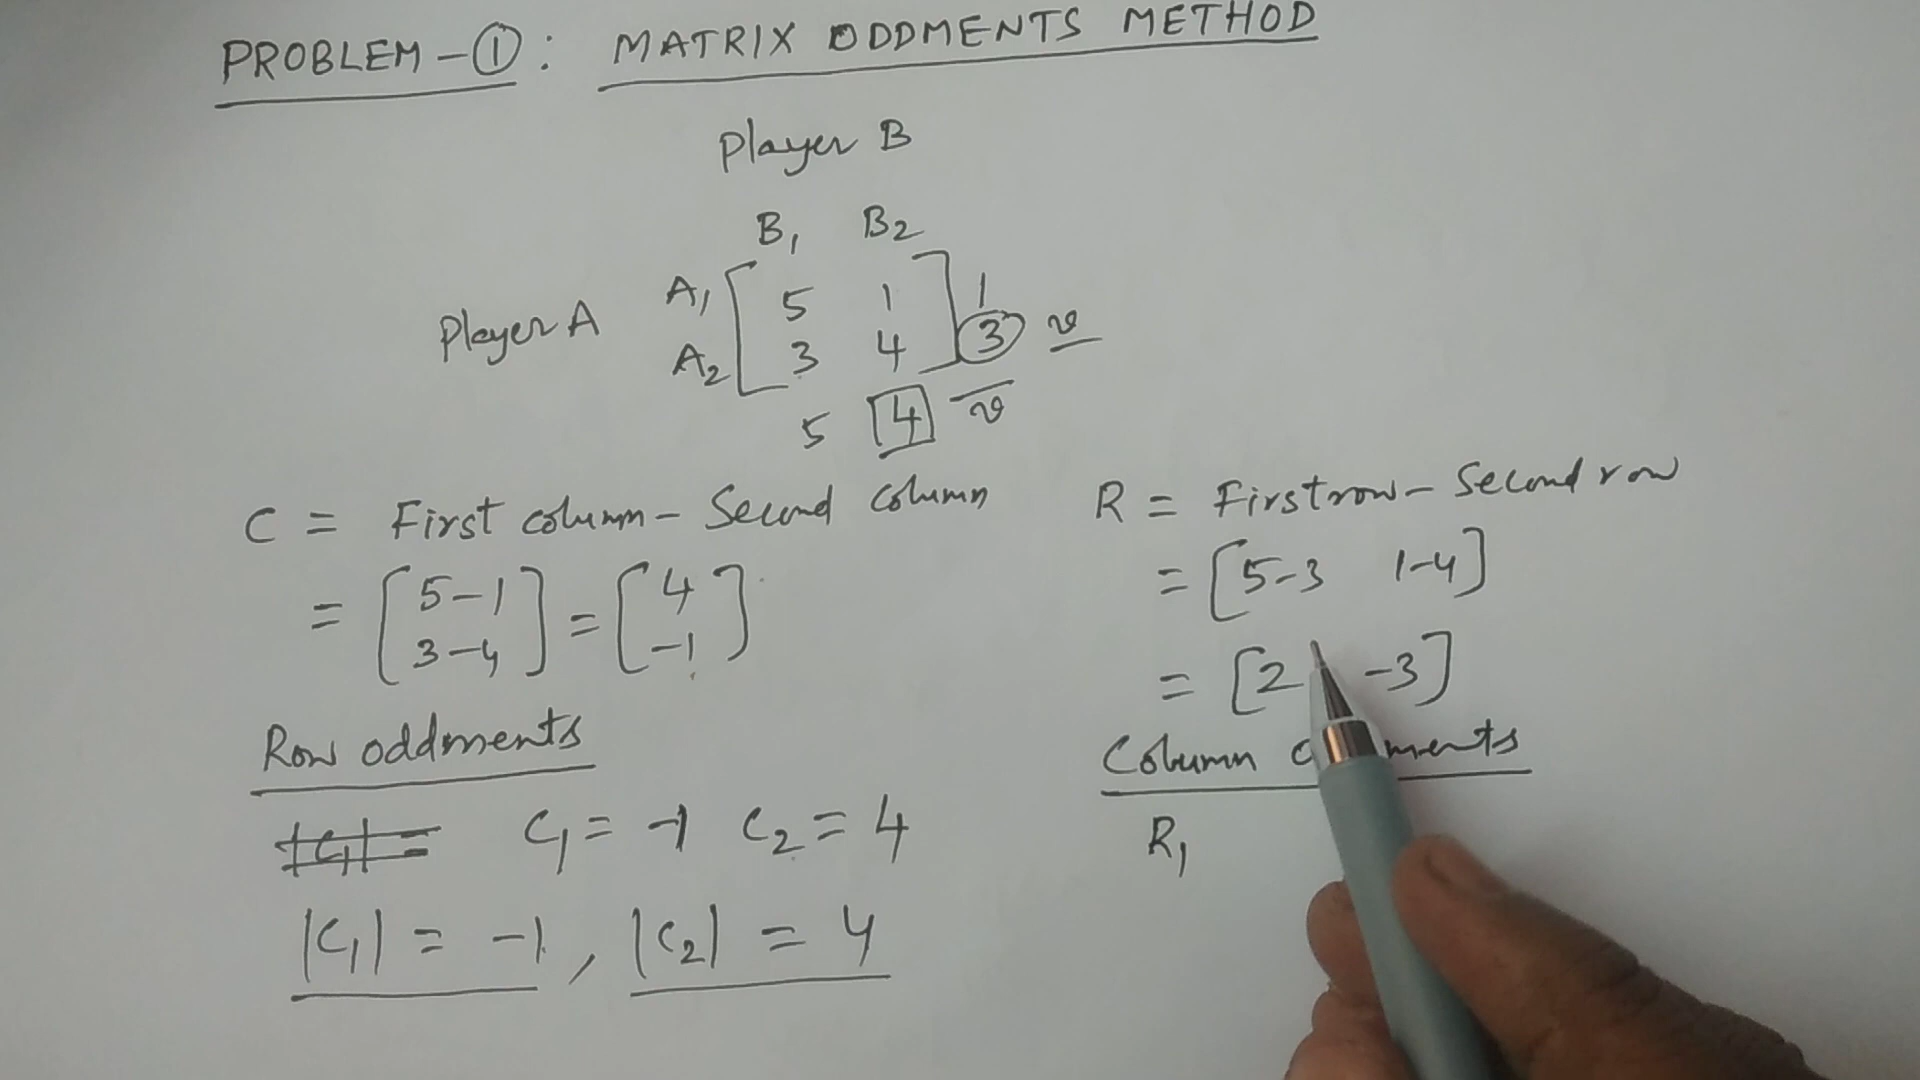 PROBLEM - ① : MATRIX ODDMENTS METHOD
Player B
B₁ B₂
Player A A₁ [ 5 1 ] 1
A₂ [ 3 4 ] 3 v
5 4 v
C = First column - Second column
= [ 5-1 3-4 ] = [ 4 -1 ]
Row oddments
|C₁| = C₁ = -1 C₂ = 4
|C₁| = -1 , |C₂| = 4
R = First row - Second row
= [ 5-3 1-4 ]
= [ 2 -3 ]
Column
R₁